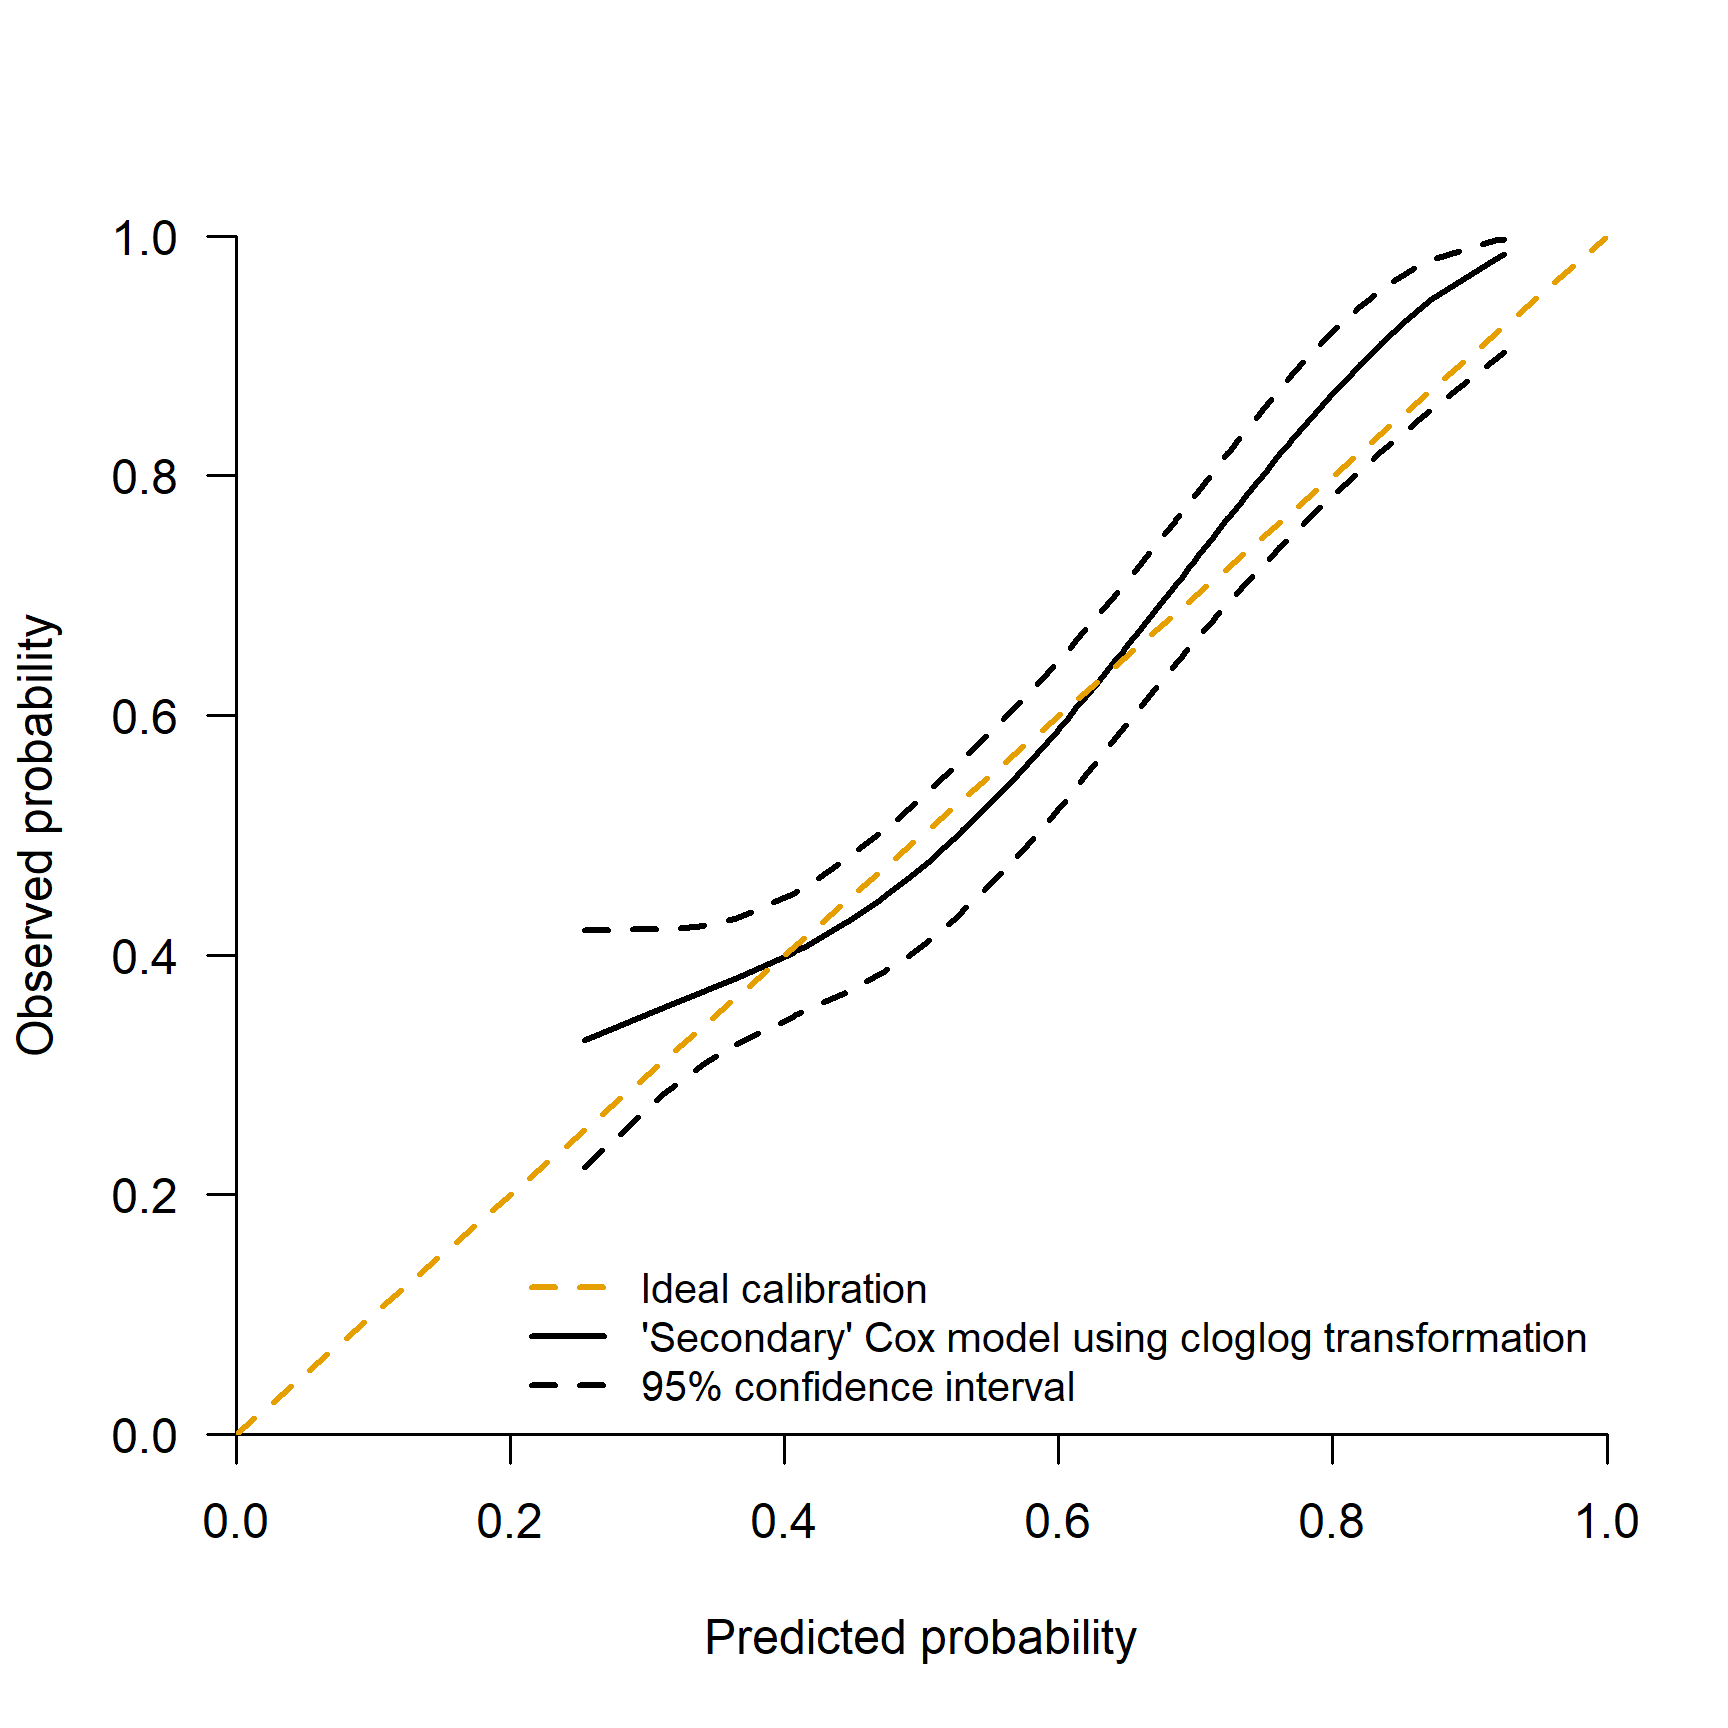 1.0
0.8
0.6
0.4
0.2
0.0
Observed probability
Ideal calibration
'Secondary' Cox model using cloglog transformation
95% confidence interval
0.0 0.2 0.4 0.6 0.8 1.0
Predicted probability